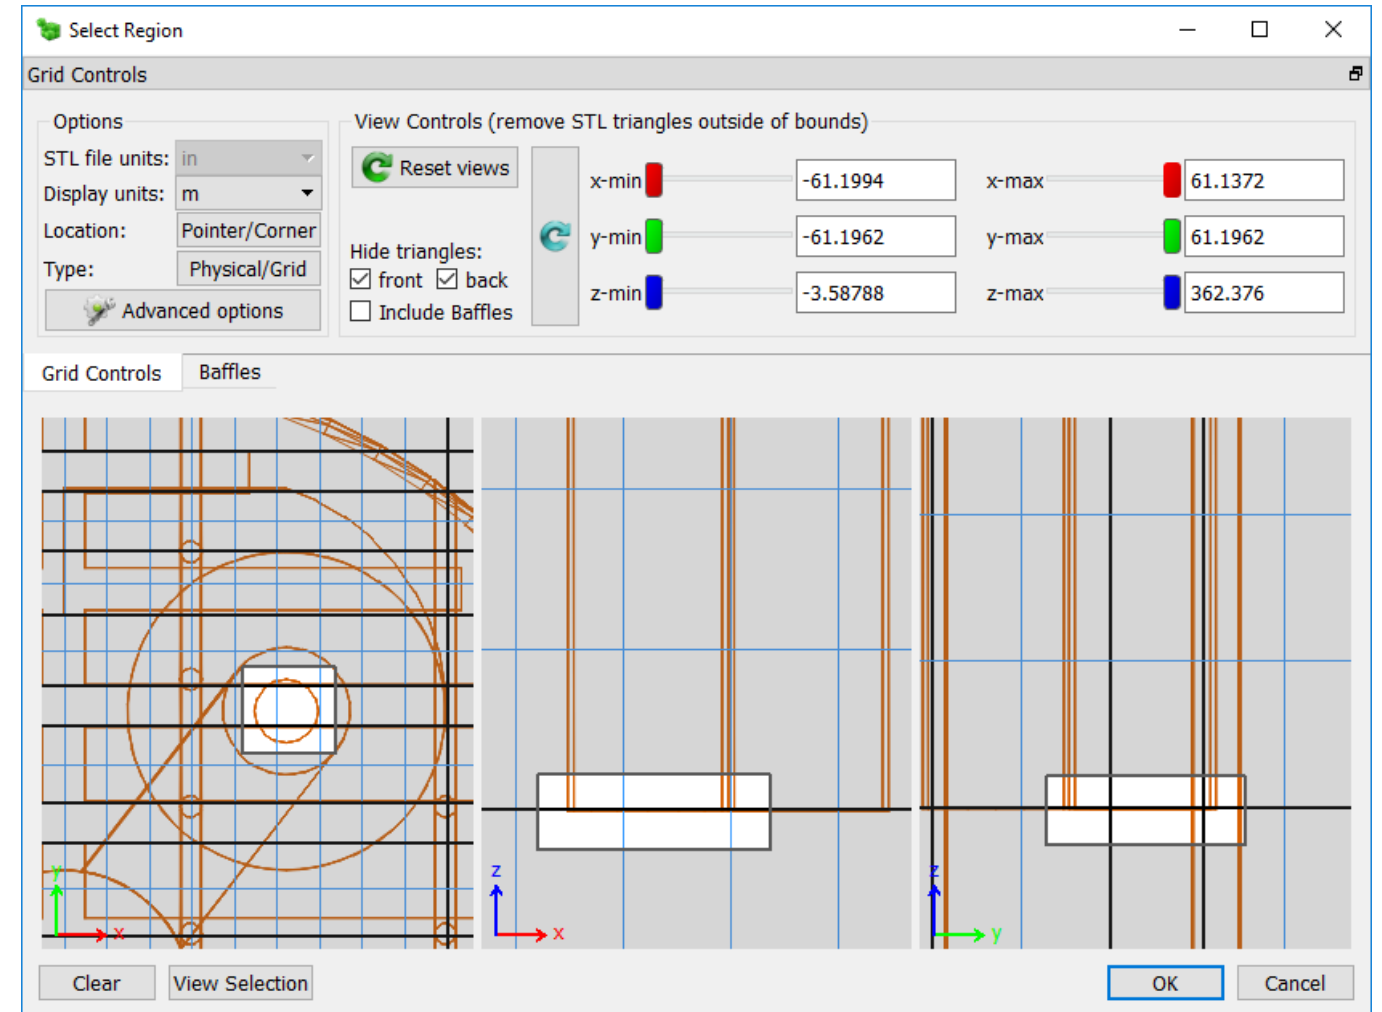 Select Region
Grid Controls
Options
View Controls (remove STL triangles outside of bounds)
STL file units: in
Reset views
x-min -61.1994 x-max 61.1372
Display units: m
Location: Pointer/Corner
y-min -61.1962 y-max 61.1962
Hide triangles:
Type: Physical/Grid
front back
z-min -3.58788 z-max 362.376
Advanced options
Include Baffles
Grid Controls Baffles
y x
z x
z y
Clear View Selection OK Cancel